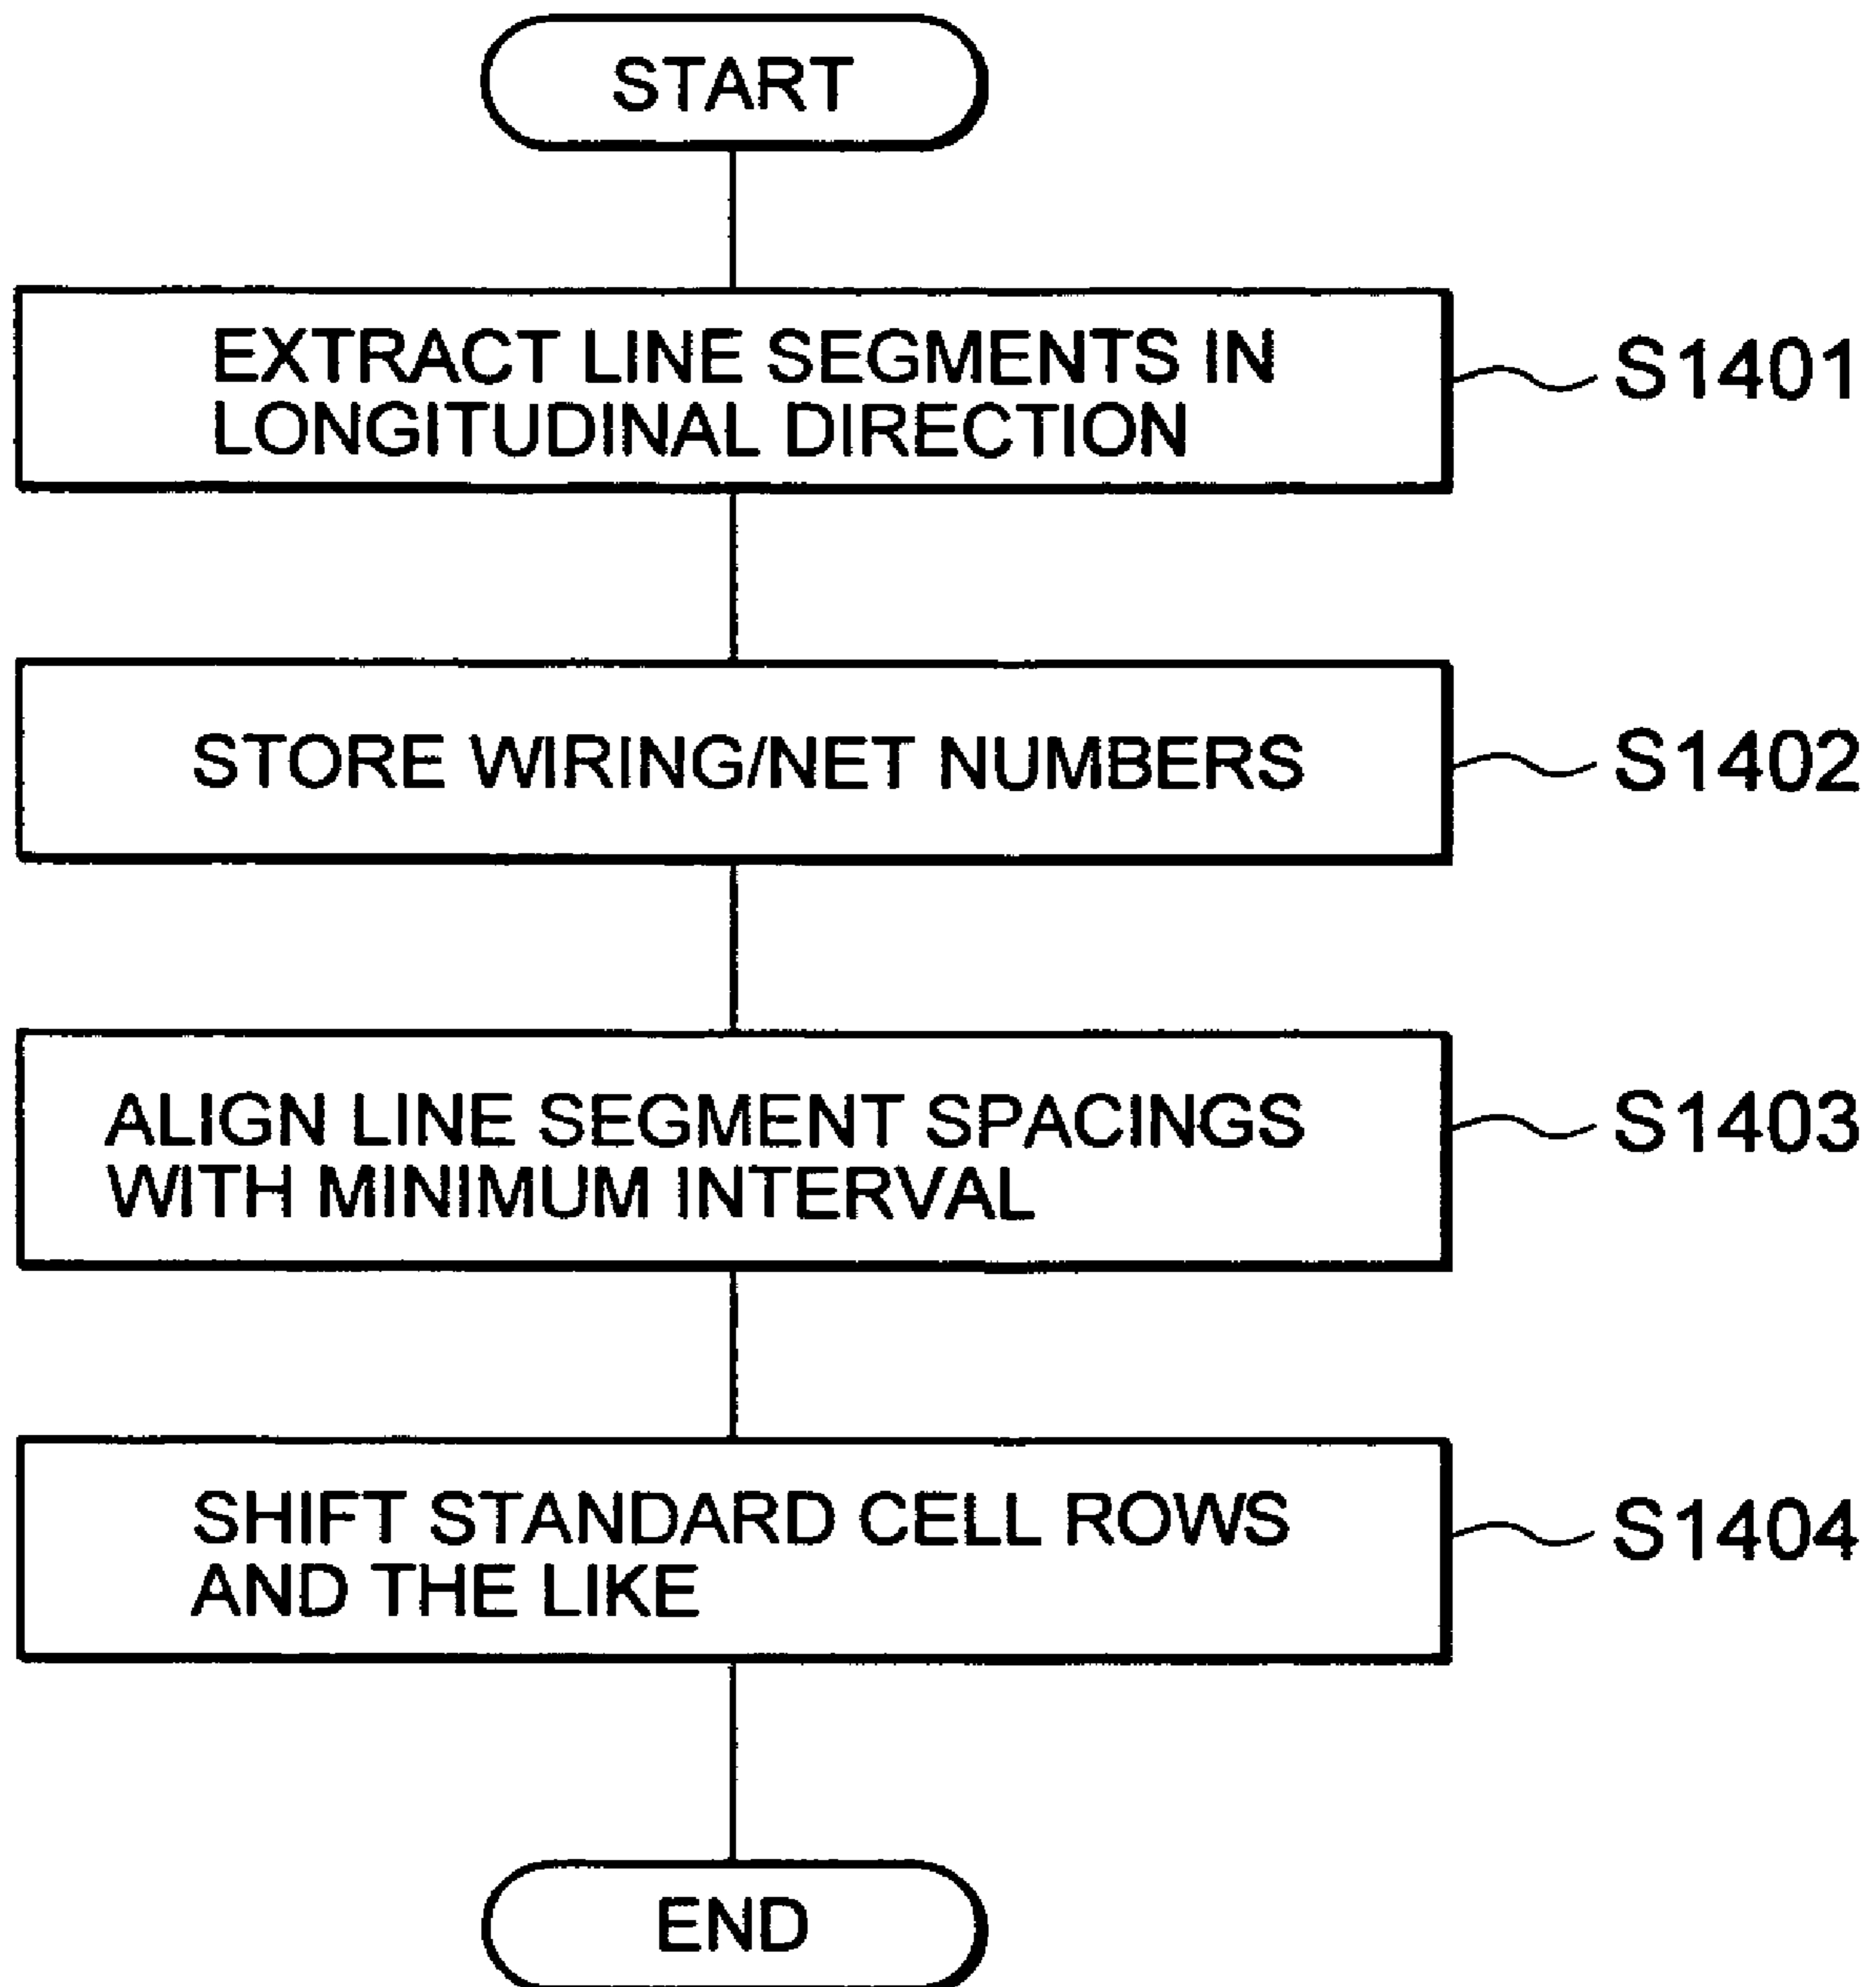 START
EXTRACT LINE SEGMENTS IN
LONGITUDINAL DIRECTION
S1401
STORE WIRING/NET NUMBERS
S1402
ALIGN LINE SEGMENT SPACINGS
WITH MINIMUM INTERVAL
S1403
SHIFT STANDARD CELL ROWS
AND THE LIKE
S1404
END